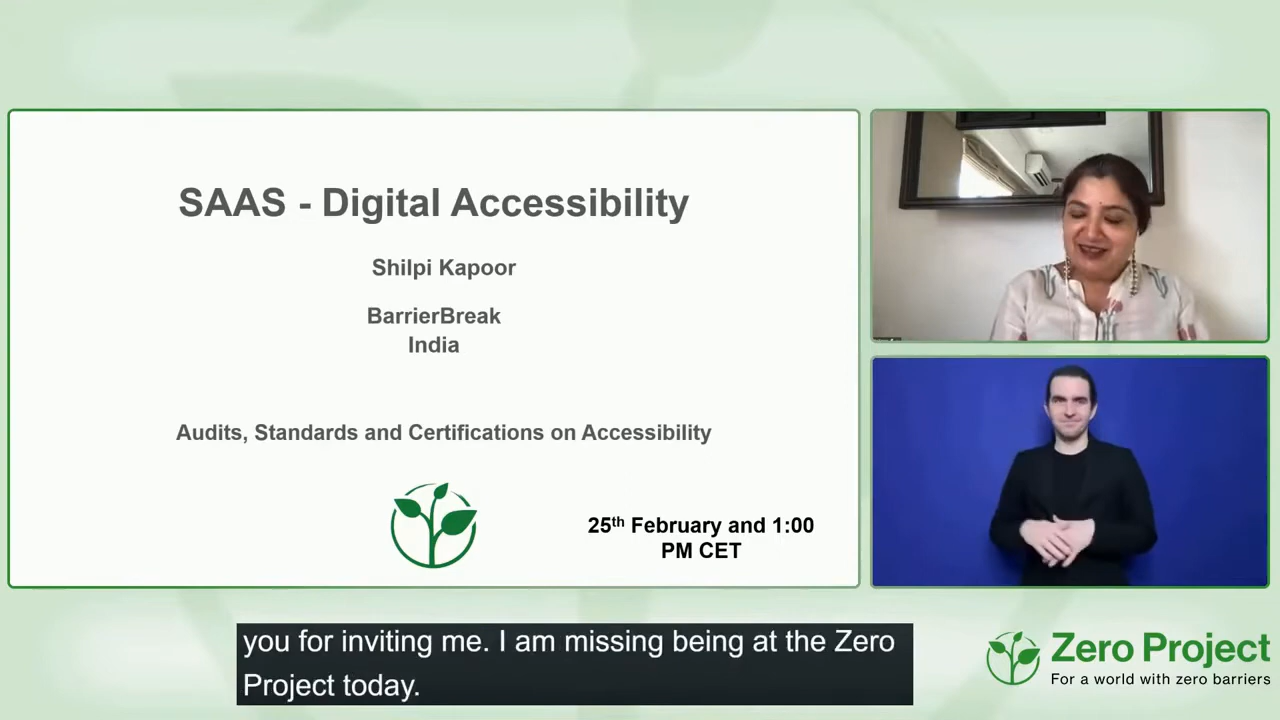 SAAS - Digital Accessibility
Shilpi Kapoor
BarrierBreak
India
Audits, Standards and Certifications on Accessibility
25th February and 1:00
PM CET
you for inviting me. I am missing being at the Zero
Project today.
Zero Project
For a world with zero barriers